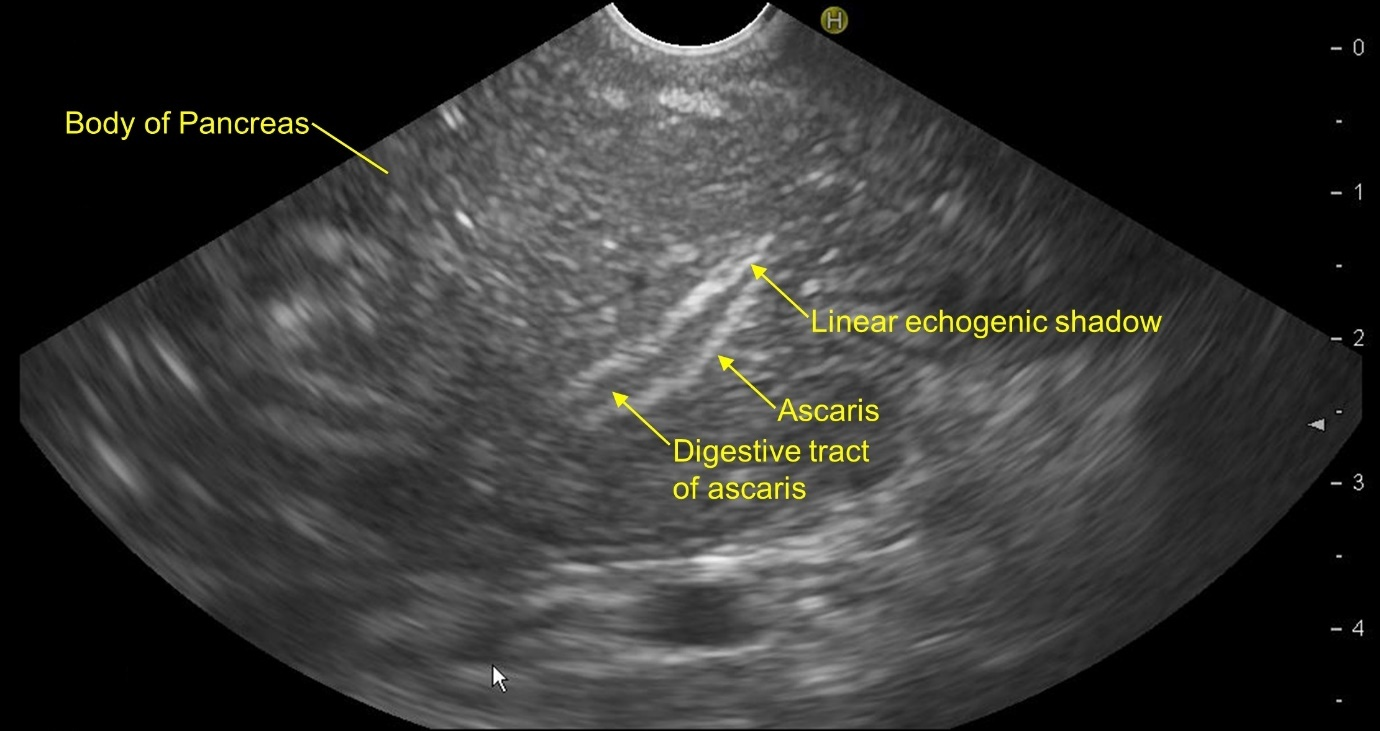 H
0
Body of Pancreas
1
Linear echogenic shadow
2
Ascaris
Digestive tract
of ascaris
3
4